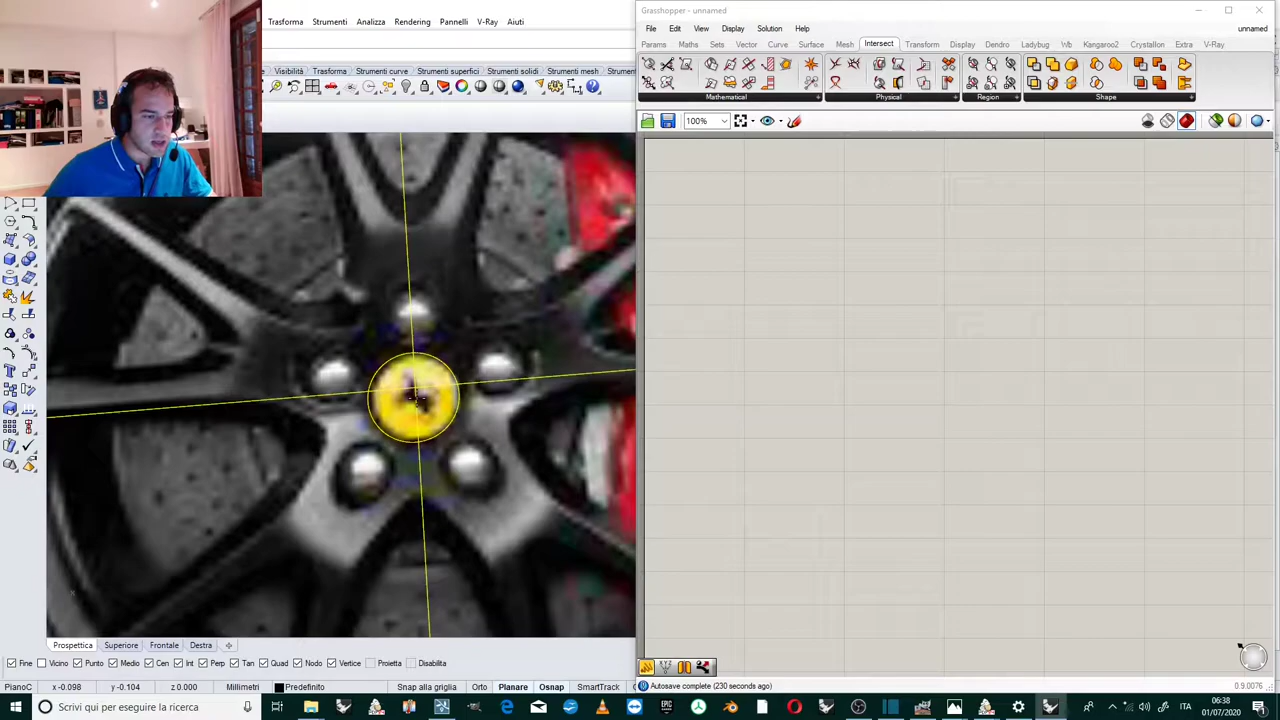 Trasforma Strumenti Analizza Rendering Pannelli V-Ray Aiuti
Visibilità Trasforma Strumenti curve Strumenti superfici Strumenti solidi Strumenti mesh
Grasshopper - unnamed
File Edit View Display Solution Help unnamed
Params Maths Sets Vector Curve Surface Mesh Intersect Transform Display Dendro Ladybug Wb Kangaroo2 Crystallon Extra V-Ray
Mathematical Physical Region Shape
100%
Prospettica Superiore Frontale Destra
Fine Vicino Punto Medio Cen Int Perp Tan Quad Nodo Vertice Proietta Disabilita
PianoC x -0.098 y -0.104 z 0.000 Millimetri Predefinito Snap alla griglia Orto Planare Osnap SmartTrack
Autosave complete (230 seconds ago) 0.9.0076
Scrivi qui per eseguire la ricerca
ITA
06:38
01/07/2020